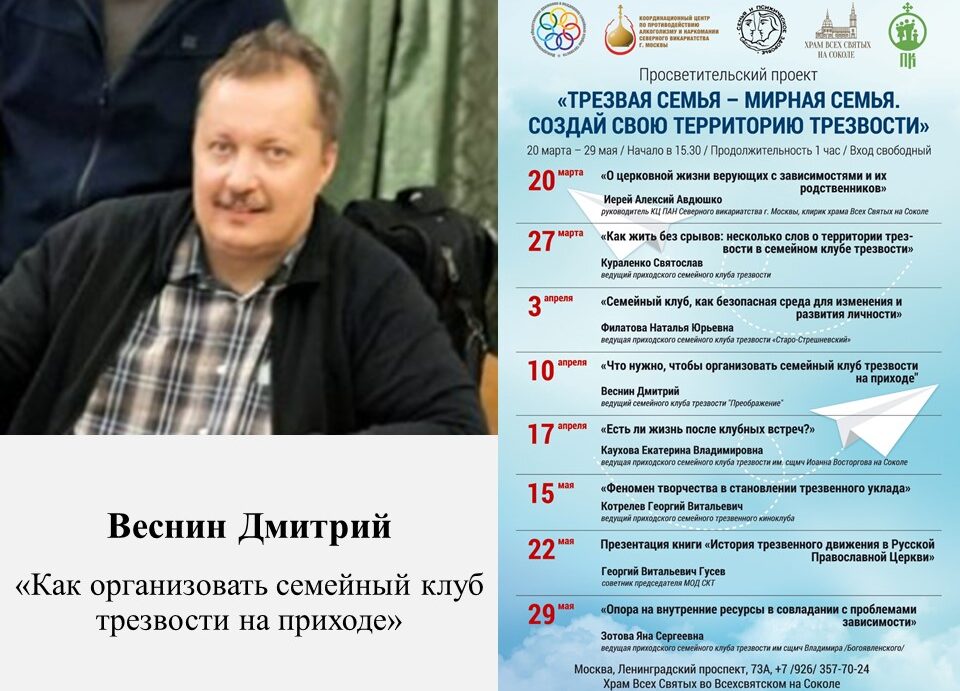 Веснин Дмитрий
«Как организовать семейный клуб
трезвости на приходе»
КООРДИНАЦИОННЫЙ ЦЕНТР
ПО ПРОТИВОДЕЙСТВИЮ
АЛКОГОЛИЗМУ И НАРКОМАНИИ
СЕВЕРНОГО ВИКАРИАТСТВА
Г. МОСКВЫ
ХРАМ ВСЕХ СВЯТЫХ
НА СОКОЛЕ
ПК
Просветительский проект
«ТРЕЗВАЯ СЕМЬЯ – МИРНАЯ СЕМЬЯ.
СОЗДАЙ СВОЮ ТЕРРИТОРИЮ ТРЕЗВОСТИ»
20 марта – 29 мая / Начало в 15.30 / Продолжительность 1 час / Вход свободный
20 марта
«О церковной жизни верующих с зависимостями и их
родственников»
Иерей Алексий Авдюшко
руководитель КЦ ПАН Северного викариатства г. Москвы, клирик храма Всех Святых на Соколе
27 марта
«Как жить без срывов: несколько слов о территории трез-
вости в семейном клубе трезвости»
Кураленко Святослав
ведущий приходского семейного клуба трезвости
3 апреля
«Семейный клуб, как безопасная среда для изменения и
развития личности»
Филатова Наталья Юрьевна
ведущая приходского семейного клуба трезвости «Старо-Стрешневский»
10 апреля
«Что нужно, чтобы организовать семейный клуб трезвости
на приходе"
Веснин Дмитрий
ведущий семейного клуба трезвости "Преображение"
17 апреля
«Есть ли жизнь после клубных встреч?»
Каухова Екатерина Владимировна
ведущая приходского семейного клуба трезвости им. сщмч Иоанна Восторгова на Соколе
15 мая
«Феномен творчества в становлении трезвенного уклада»
Котрелев Георгий Витальевич
ведущий приходского семейного трезвенного киноклуба
22 мая
Презентация книги «История трезвенного движения в Русской
Православной Церкви»
Георгий Витальевич Гусев
советник председателя МОД СКТ
29 мая
«Опора на внутренние ресурсы в совладании с проблемами
зависимости»
Зотова Яна Сергеевна
ведущая приходского семейного клуба трезвости им сщмч Владимира /Богоявленского/
Москва, Ленинградский проспект, 73А, +7 /926/ 357-70-24
Храм Всех Святых во Всехсвятском на Соколе